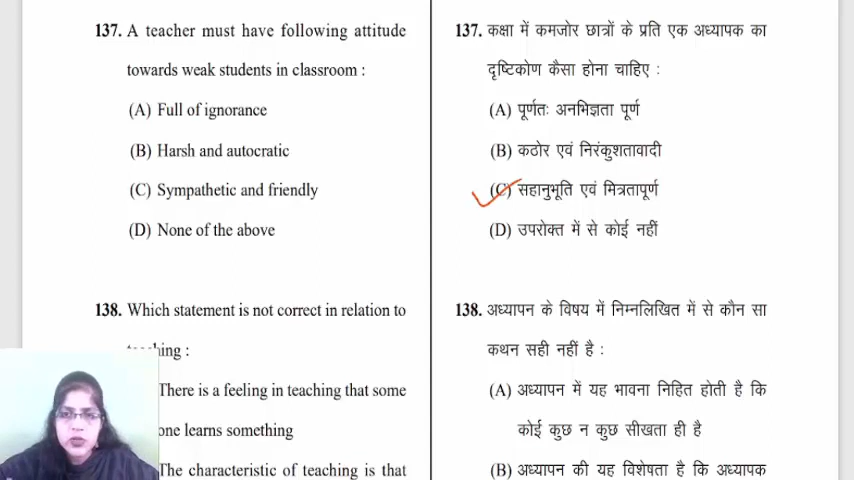 137. A teacher must have following attitude
towards weak students in classroom :
(A) Full of ignorance
(B) Harsh and autocratic
(C) Sympathetic and friendly
(D) None of the above
138. Which statement is not correct in relation to
teaching :
There is a feeling in teaching that some
one learns something
The characteristic of teaching is that
137. कक्षा में कमजोर छात्रों के प्रति एक अध्यापक का
दृष्टिकोण कैसा होना चाहिए :
(A) पूर्णतः अनभिज्ञता पूर्ण
(B) कठोर एवं निरंकुशतावादी
(C) सहानुभूति एवं मित्रतापूर्ण
(D) उपरोक्त में से कोई नहीं
138. अध्यापन के विषय में निम्नलिखित में से कौन सा
कथन सही नहीं है :
(A) अध्यापन में यह भावना निहित होती है कि
कोई कुछ न कुछ सीखता ही है
(B) अध्यापन की यह विशेषता है कि अध्यापक